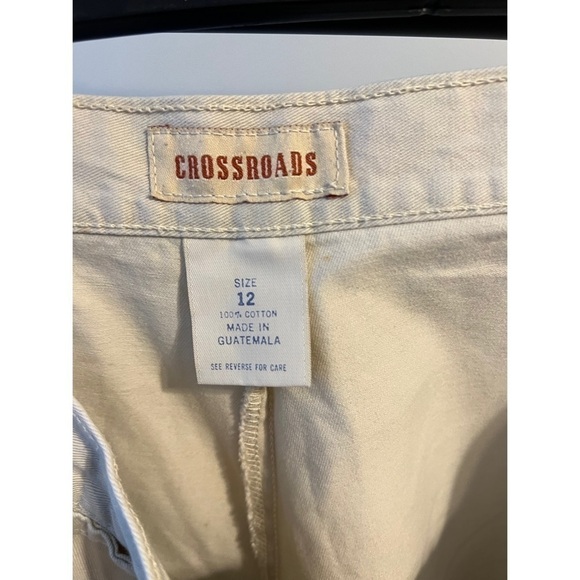 CROSSROADS
SIZE
12
100% COTTON
MADE IN
GUATEMALA
SEE REVERSE FOR CARE